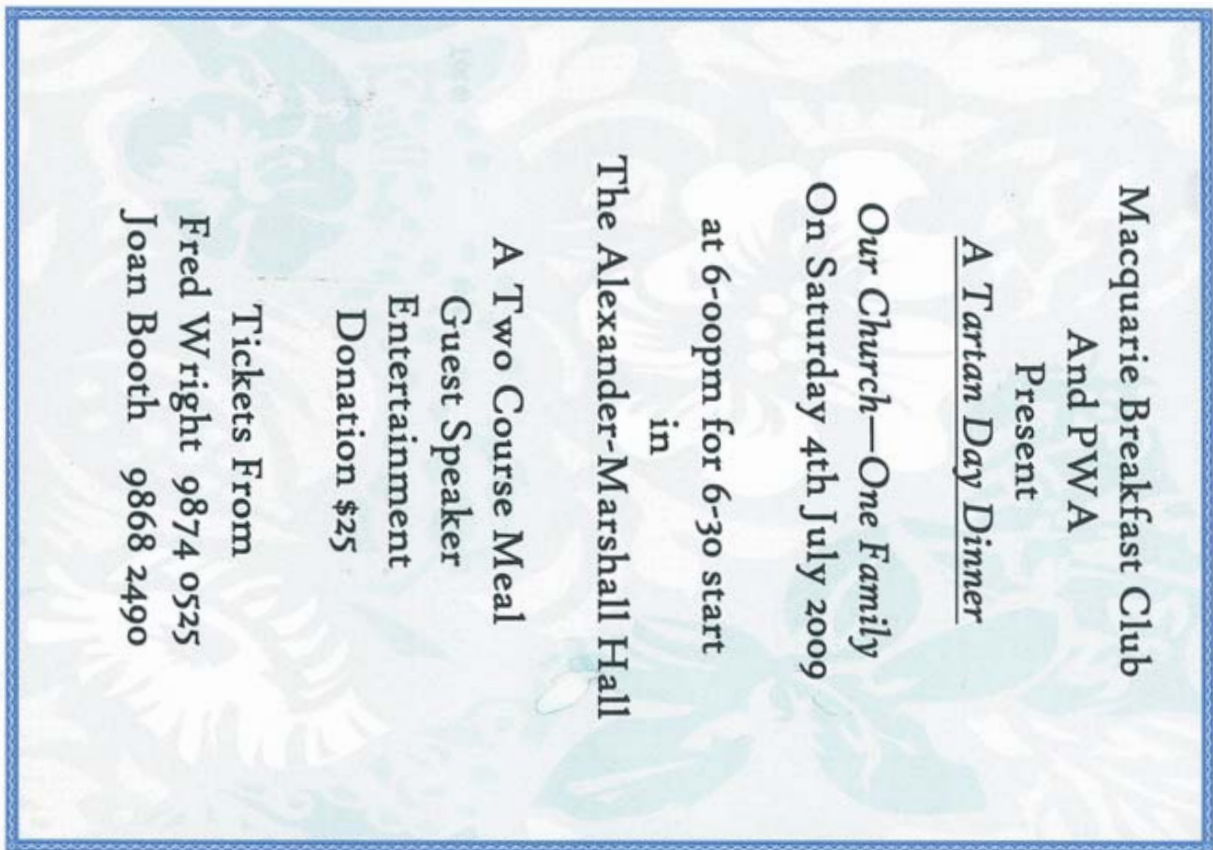 Macquarie Breakfast Club
And PWA
Present
A Tartan Day Dinner
Our Church—One Family
On Saturday 4th July 2009
at 6-00pm for 6-30 start
in
The Alexander-Marshall Hall
A Two Course Meal
Guest Speaker
Entertainment
Donation $25
Tickets From
Fred Wright 9874 0525
Joan Booth 9868 2490